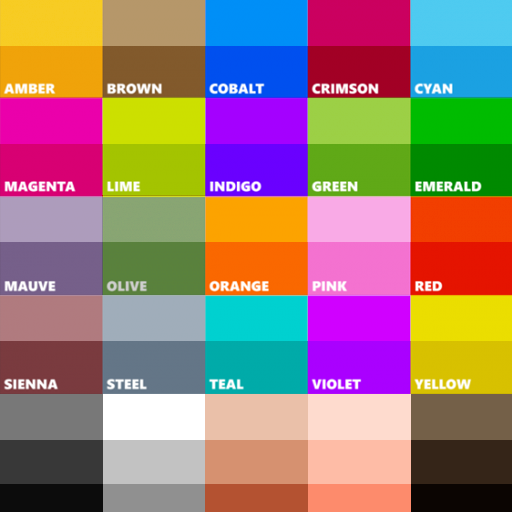 AMBER BROWN COBALT CRIMSON CYAN
MAGENTA LIME INDIGO GREEN EMERALD
MAUVE OLIVE ORANGE PINK RED
SIENNA STEEL TEAL VIOLET YELLOW